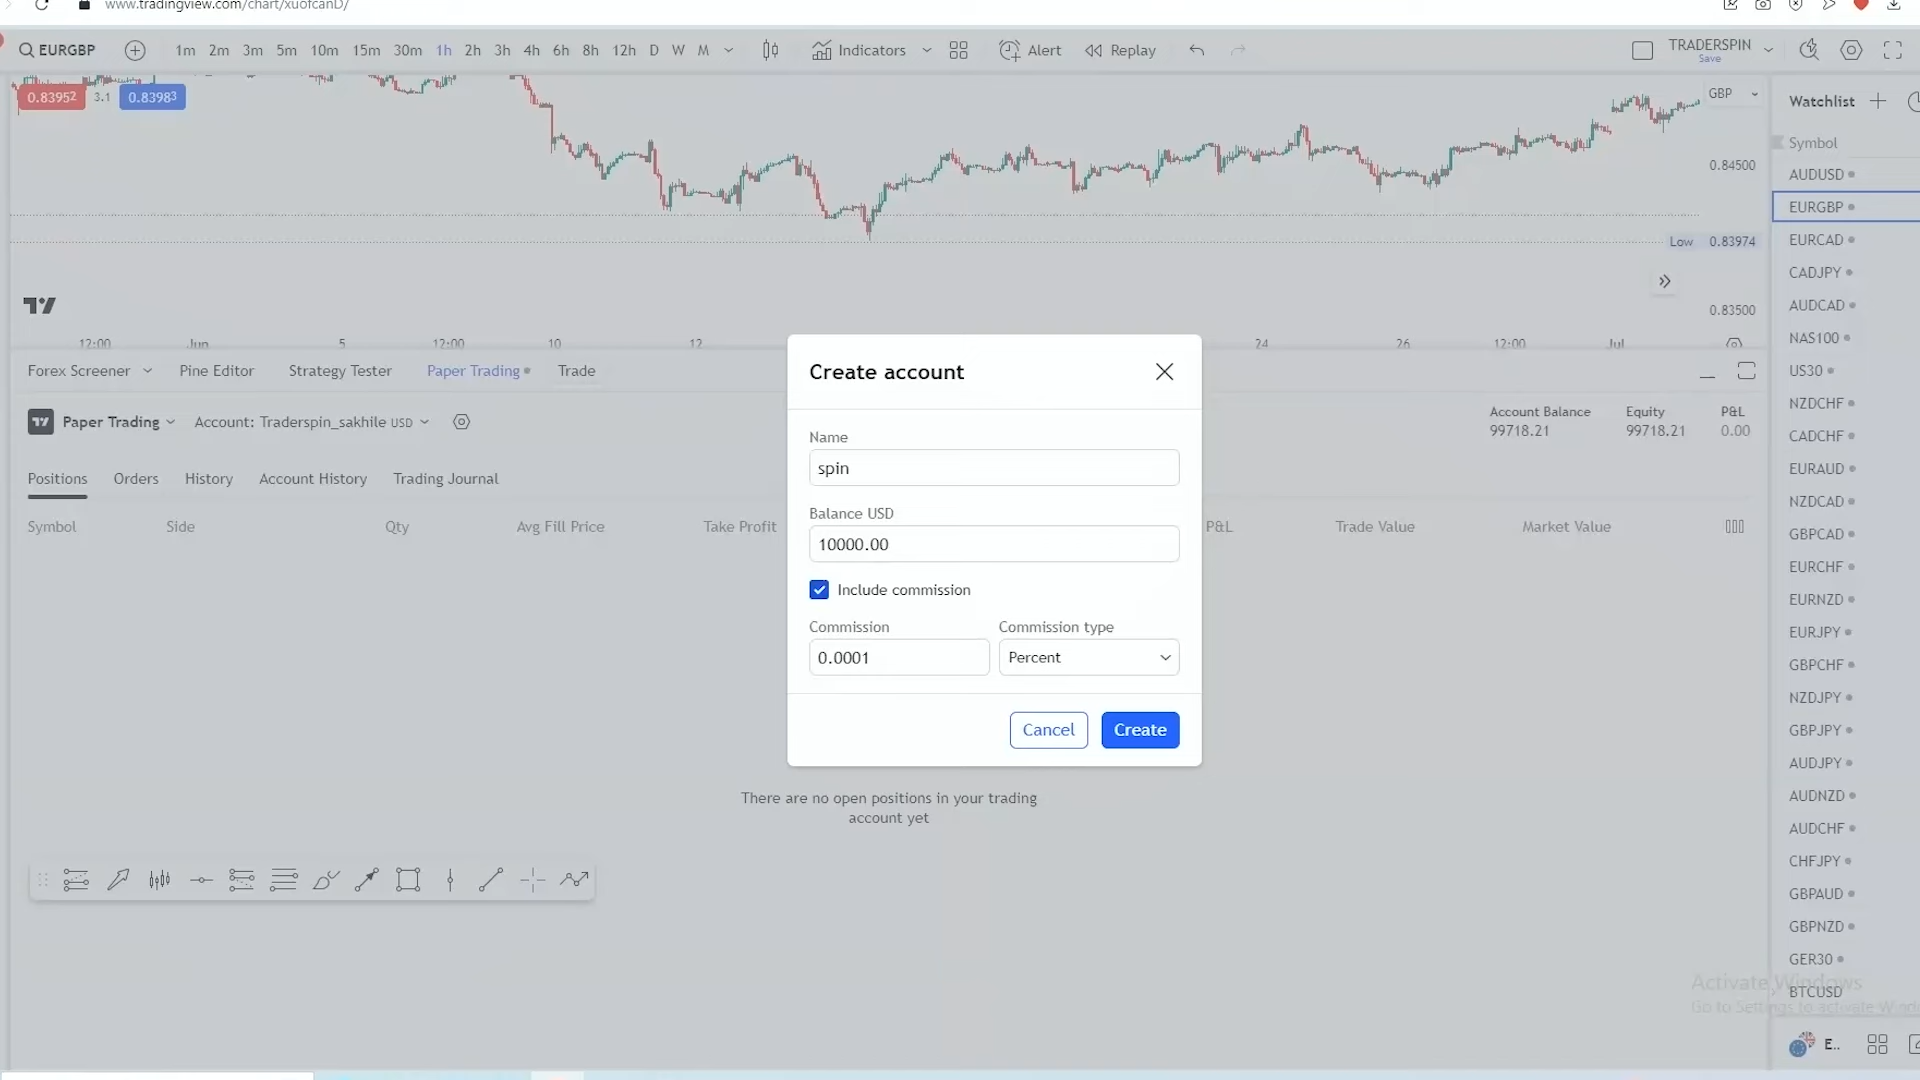 www.tradingview.com/chart/xuofcanD/
EURGBP 1m 2m 3m 5m 10m 15m 30m 1h 2h 3h 4h 6h 8h 12h D W M Indicators Alert Replay TRADERSPIN
Save
0.83952 3.1 0.83983
GBP
0.84500
Low 0.83974
0.83500
12:00 Jun 5 12:00 10 12 24 26 12:00 Jul
Forex Screener Pine Editor Strategy Tester Paper Trading Trade
Paper Trading Account: Traderspin_sakhile USD
Account Balance Equity P&L
99718.21 99718.21 0.00
Positions Orders History Account History Trading Journal
Symbol Side Qty Avg Fill Price Take Profit P&L Trade Value Market Value
Create account
Name
spin
Balance USD
10000.00
Include commission
Commission Commission type
0.0001 Percent
Cancel Create
There are no open positions in your trading
account yet
Watchlist
Symbol
AUDUSD
EURGBP
EURCAD
CADJPY
AUDCAD
NAS100
US30
NZDCHF
CADCHF
EURAUD
NZDCAD
GBPCAD
EURCHF
EURNZD
EURJPY
GBPCHF
NZDJPY
GBPJPY
AUDJPY
AUDNZD
AUDCHF
CHFJPY
GBPAUD
GBPNZD
GER30
BTCUSD
Activate Windows
Go to Settings to activate
E..